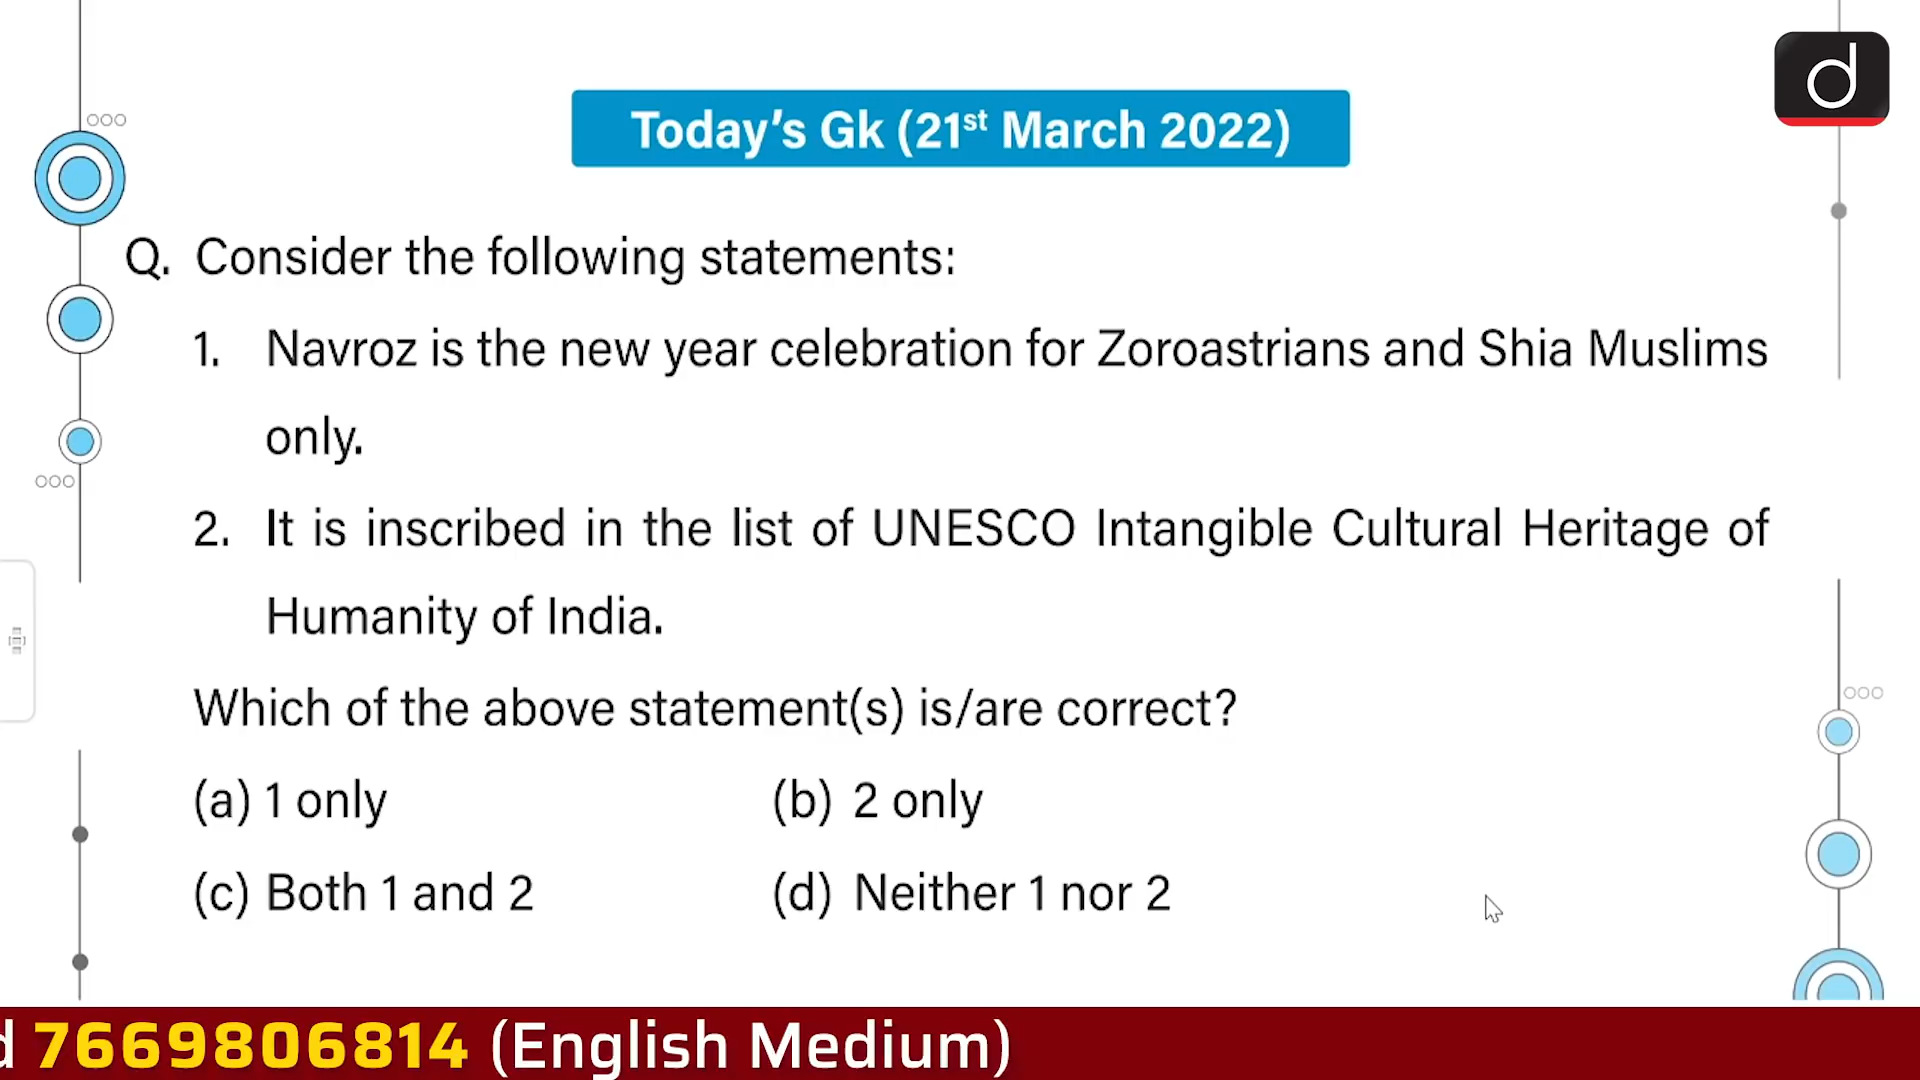 d
Today's Gk (21st March 2022)
Q. Consider the following statements:
1. Navroz is the new year celebration for Zoroastrians and Shia Muslims
only.
2. It is inscribed in the list of UNESCO Intangible Cultural Heritage of
Humanity of India.
Which of the above statement(s) is/are correct?
(a) 1 only (b) 2 only
(c) Both 1 and 2 (d) Neither 1 nor 2
d 7669806814 (English Medium)